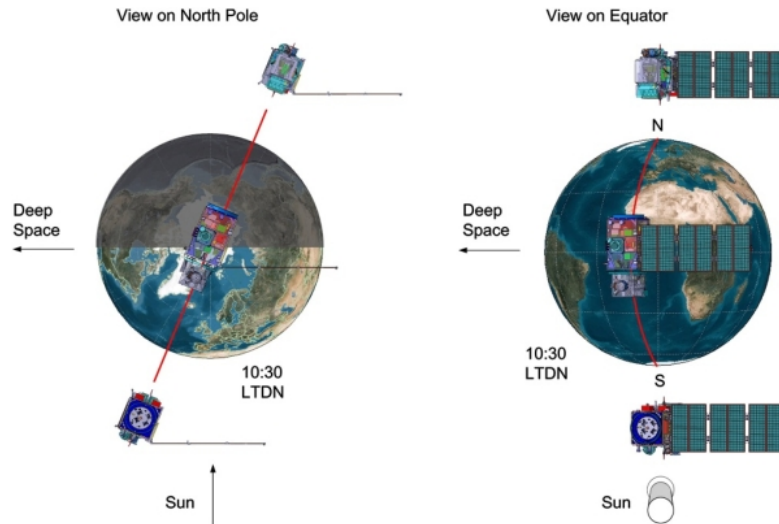 View on North Pole
View on Equator
N
Deep
Space
Deep
Space
10:30
LTDN
10:30
LTDN
S
Sun
Sun